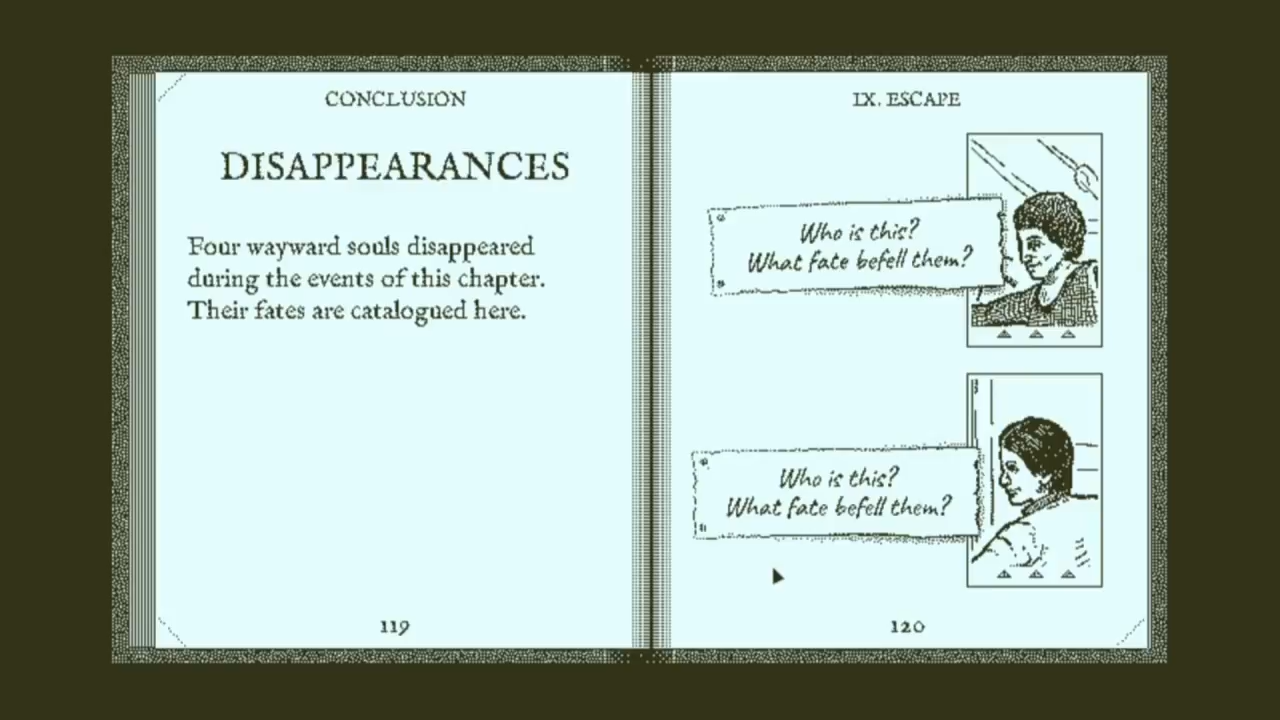 CONCLUSION
DISAPPEARANCES
Four wayward souls disappeared
during the events of this chapter.
Their fates are catalogued here.
119
IX. ESCAPE
Who is this?
What fate befell them?
Who is this?
What fate befell them?
120